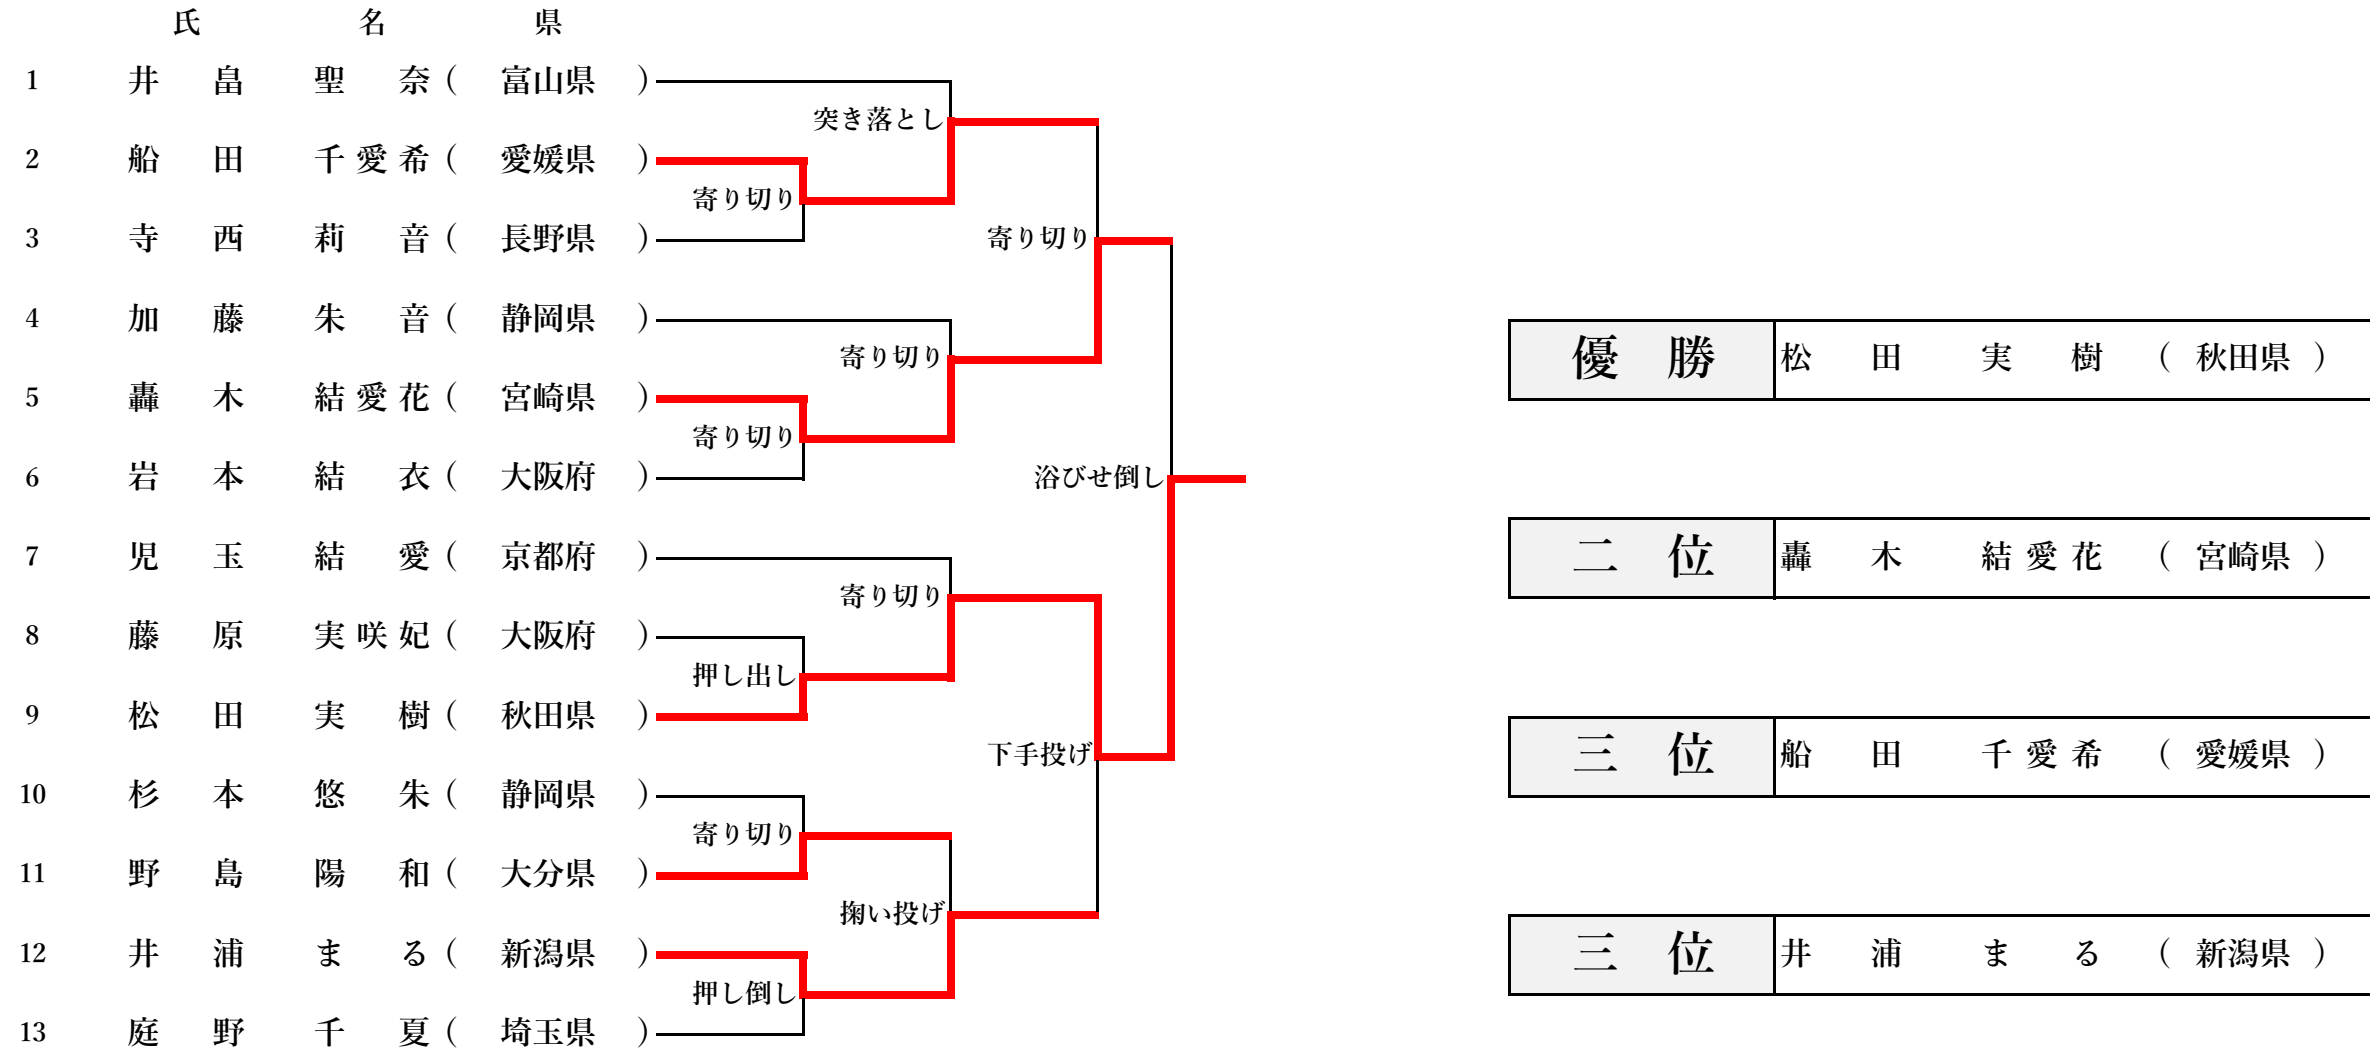 氏 名 県
1 井 畠 聖 奈 ( 富山県 )
突き落とし
2 船 田 千 愛 希 ( 愛媛県 )
寄り切り
3 寺 西 莉 音 ( 長野県 )
寄り切り
4 加 藤 朱 音 ( 静岡県 )
寄り切り
5 轟 木 結 愛 花 ( 宮崎県 )
寄り切り
6 岩 本 結 衣 ( 大阪府 )
浴びせ倒し
7 児 玉 結 愛 ( 京都府 )
寄り切り
8 藤 原 実 咲 妃 ( 大阪府 )
押し出し
9 松 田 実 樹 ( 秋田県 )
下手投げ
10 杉 本 悠 朱 ( 静岡県 )
寄り切り
11 野 島 陽 和 ( 大分県 )
掬い投げ
12 井 浦 ま る ( 新潟県 )
押し倒し
13 庭 野 千 夏 ( 埼玉県 )
優 勝 松 田 実 樹 ( 秋田県 )
二 位 轟 木 結 愛 花 ( 宮崎県 )
三 位 船 田 千 愛 希 ( 愛媛県 )
三 位 井 浦 ま る ( 新潟県 )